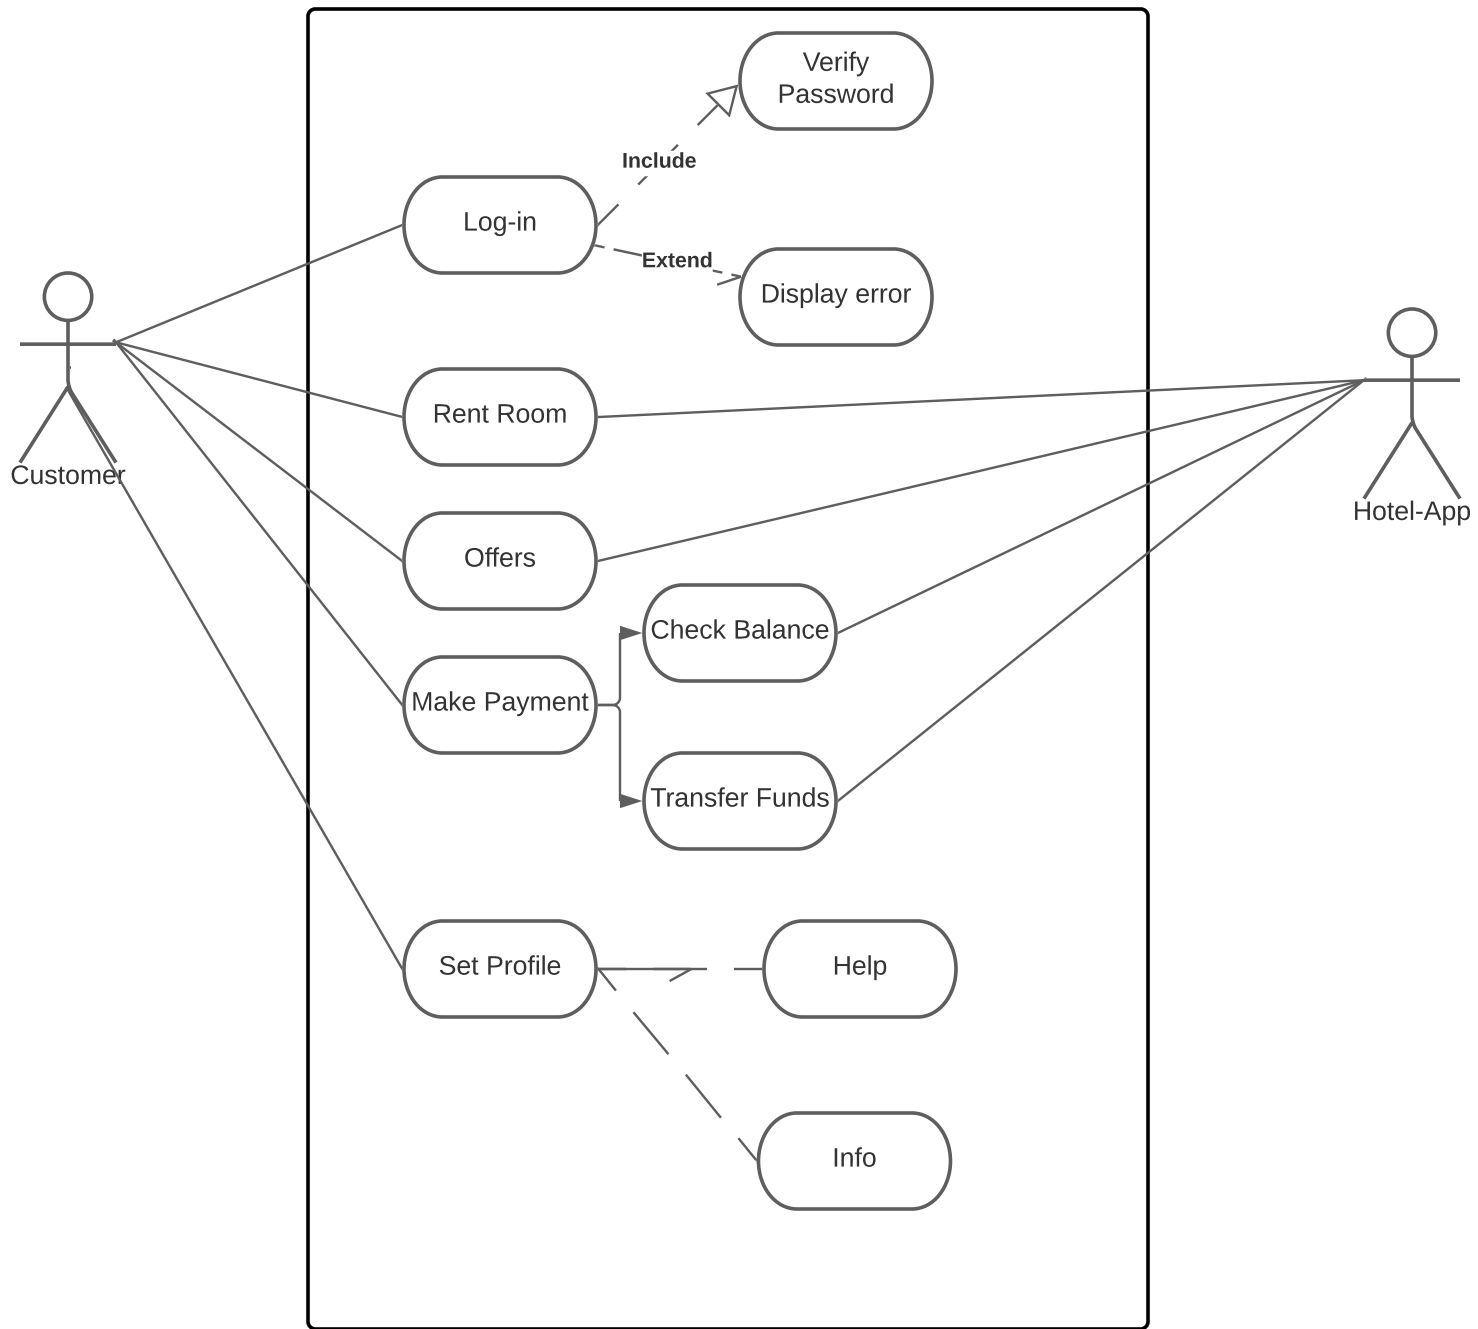 Verify
Password
Include
Log-in
Extend
Display error
Rent Room
Customer
Hotel-App
Offers
Check Balance
Make Payment
Transfer Funds
Set Profile
Help
Info